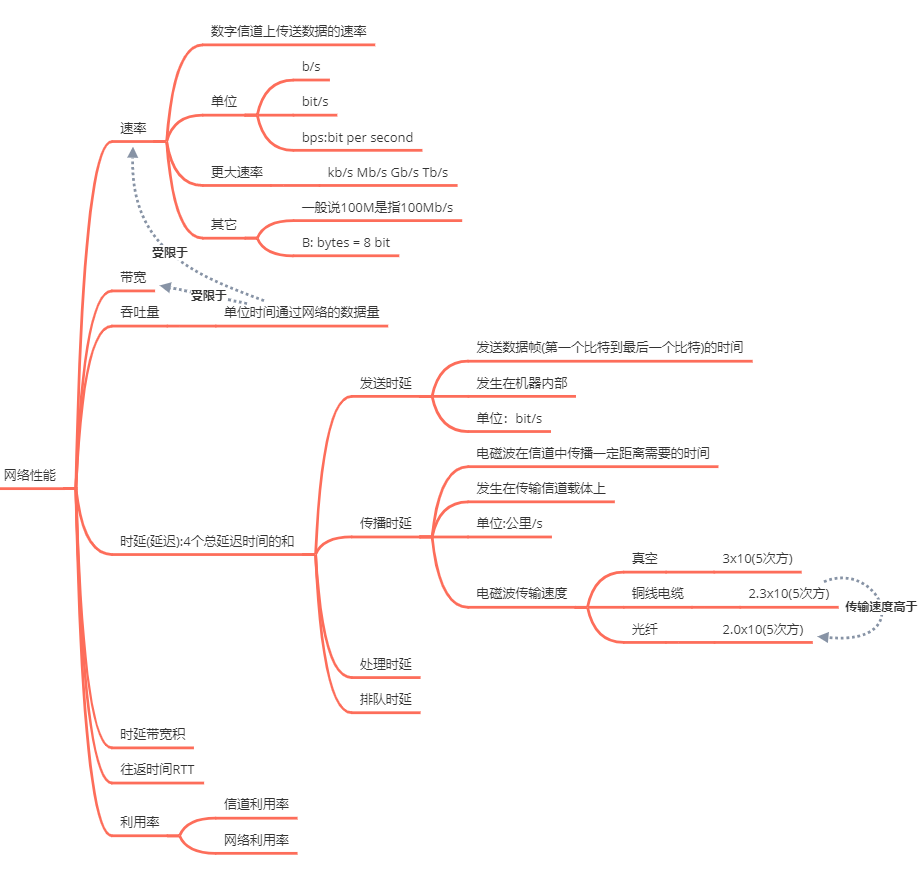 网络性能
速率
数字信道上传送数据的速率
单位
b/s
bit/s
bps:bit per second
更大速率
kb/s Mb/s Gb/s Tb/s
其它
一般说100M是指100Mb/s
B: bytes = 8 bit
受限于
带宽
受限于
吞吐量
单位时间通过网络的数据量
时延(延迟):4个总延迟时间的和
发送时延
发送数据帧(第一个比特到最后一个比特)的时间
发生在机器内部
单位：bit/s
传播时延
电磁波在信道中传播一定距离需要的时间
发生在传输信道载体上
单位:公里/s
电磁波传输速度
真空
3x10(5次方)
铜线电缆
2.3x10(5次方)
传输速度高于
光纤
2.0x10(5次方)
处理时延
排队时延
时延带宽积
往返时间RTT
利用率
信道利用率
网络利用率